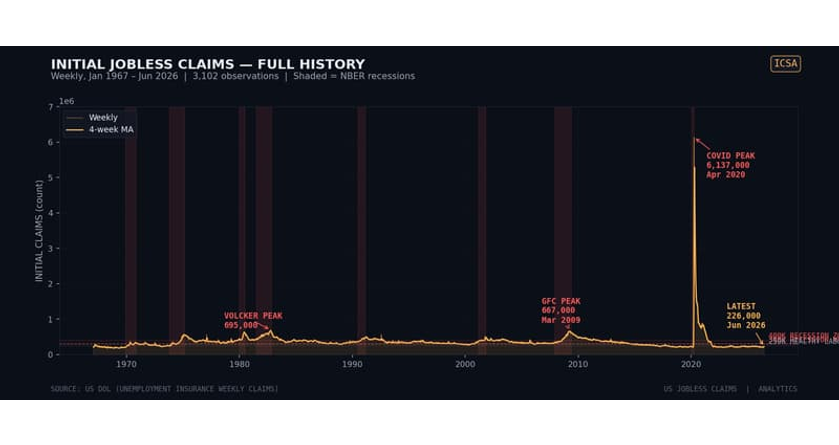 INITIAL JOBLESS CLAIMS — FULL HISTORY
ICSA
Weekly, Jan 1967 – Jun 2026 | 3,102 observations | Shaded = NBER recessions
1e6
7
6
5
4
3
2
1
0
INITIAL CLAIMS (count)
Weekly
4-week MA
COVID PEAK
6,137,000
Apr 2020
VOLCKER PEAK
695,000
GFC PEAK
667,000
Mar 2009
LATEST
226,000
Jun 2026
1970
1980
1990
2000
2010
2020
SOURCE: US DOL (UNEMPLOYMENT INSURANCE WEEKLY CLAIMS)
US JOBLESS CLAIMS | ANALYTICS